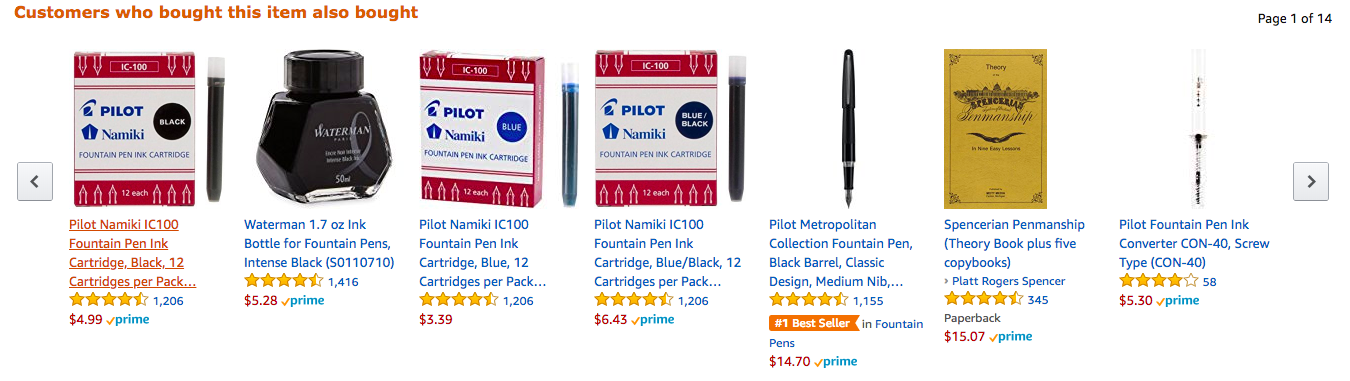 Customers who bought this item also bought
Page 1 of 14
IC-100
PILOT
Namiki
BLACK
FOUNTAIN PEN INK CARTRIDGE
12 each
Pilot Namiki IC100
Fountain Pen Ink
Cartridge, Black, 12
Cartridges per Pack…
1,206
$4.99 prime
WATERMAN
PARIS
Encre Noir Intense
Intense Black Ink
50ml
Waterman 1.7 oz Ink
Bottle for Fountain Pens,
Intense Black (S0110710)
1,416
$5.28 prime
IC-100
PILOT
Namiki
BLUE
FOUNTAIN PEN INK CARTRIDGE
12 each
Pilot Namiki IC100
Fountain Pen Ink
Cartridge, Blue, 12
Cartridges per Pack…
1,206
$3.39
IC-100
PILOT
Namiki
BLUE/
BLACK
FOUNTAIN PEN INK CARTRIDGE
12 each
Pilot Namiki IC100
Fountain Pen Ink
Cartridge, Blue/Black, 12
Cartridges per Pack…
1,206
$6.43 prime
Pilot Metropolitan
Collection Fountain Pen,
Black Barrel, Classic
Design, Medium Nib,…
1,155
#1 Best Seller in Fountain
Pens
$14.70 prime
Theory
of the
SPENCERIAN
Penmanship
In Nine Easy Lessons
Spencerian Penmanship
(Theory Book plus five
copybooks)
› Platt Rogers Spencer
345
Paperback
$15.07 prime
Pilot Fountain Pen Ink
Converter CON-40, Screw
Type (CON-40)
58
$5.30 prime